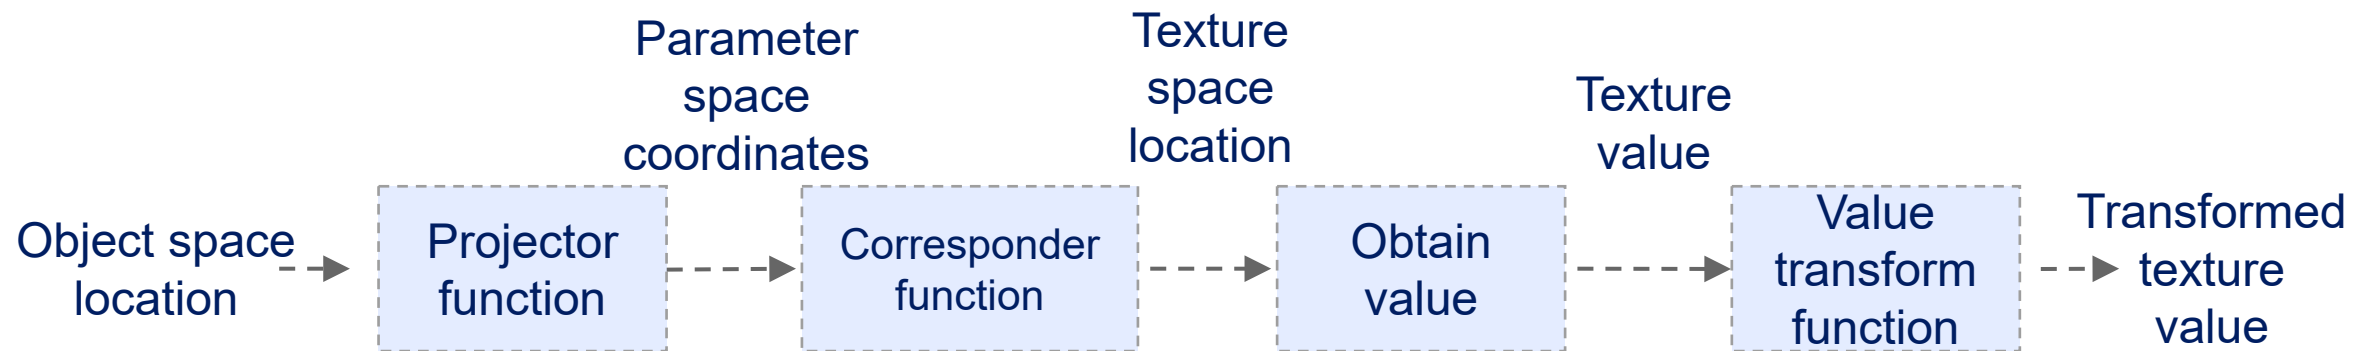 Object space
location
Projector
function
Parameter
space
coordinates
Corresponder
function
Texture
space
location
Obtain
value
Texture
value
Value
transform
function
Transformed
texture
value